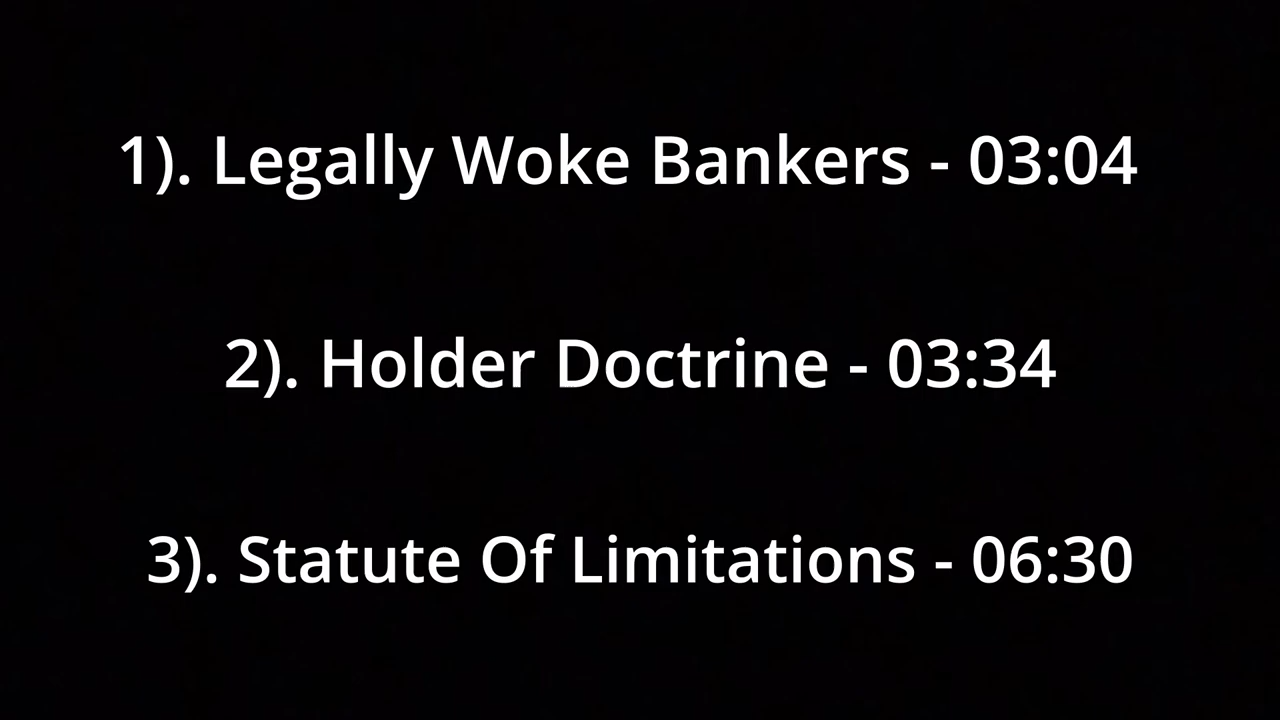 1). Legally Woke Bankers - 03:04
2). Holder Doctrine - 03:34
3). Statute Of Limitations - 06:30